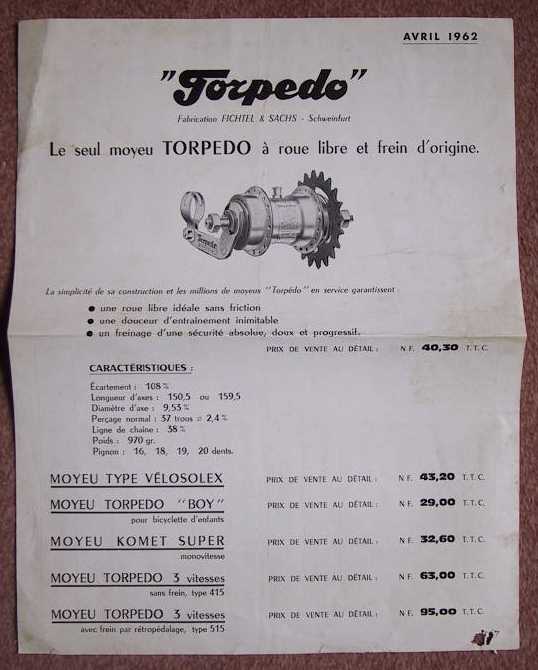 AVRIL 1962
"Torpedo"
Fabrication FICHTEL & SACHS - Schweinfurt
Le seul moyeu TORPEDO à roue libre et frein d'origine.
Torpedo
La simplicité de sa construction et les millions de moyeux "Torpédo" en service garantissent :
● une roue libre idéale sans friction
● une douceur d'entraînement inimitable
● un freinage d'une sécurité absolue, doux et progressif.
PRIX DE VENTE AU DÉTAIL : NF. 40,30 T.T.C.
CARACTÉRISTIQUES :
Écartement : 108 %
Longueur d'axes : 150,5 ou 159,5
Diamètre d'axe : 9,53 %
Perçage normal : 37 trous = 2,4 %
Ligne de chaîne : 38 %
Poids : 970 gr.
Pignon : 16, 18, 19, 20 dents.
MOYEU TYPE VÉLOSOLEX PRIX DE VENTE AU DÉTAIL : NF. 43,20 T.T.C.
MOYEU TORPEDO "BOY" PRIX DE VENTE AU DÉTAIL : NF. 29,00 T.T.C.
pour bicyclette d'enfants
MOYEU KOMET SUPER PRIX DE VENTE AU DÉTAIL : NF. 32,60 T.T.C.
monovitesse
MOYEU TORPEDO 3 vitesses PRIX DE VENTE AU DÉTAIL : NF. 63,00 T.T.C.
sans frein, type 415
MOYEU TORPEDO 3 vitesses PRIX DE VENTE AU DÉTAIL : NF. 95,00 T.T.C.
avec frein par rétropédalage, type 515